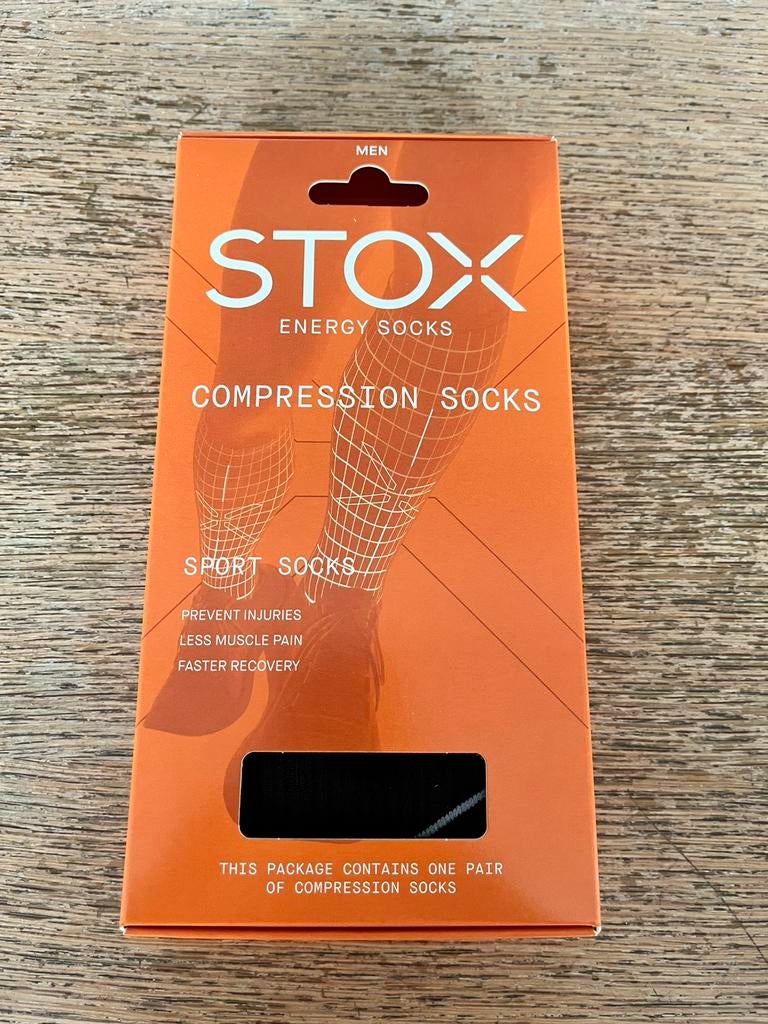 MEN
STOX
ENERGY SOCKS
COMPRESSION SOCKS
SPORT SOCKS
PREVENT INJURIES
LESS MUSCLE PAIN
FASTER RECOVERY
THIS PACKAGE CONTAINS ONE PAIR
OF COMPRESSION SOCKS